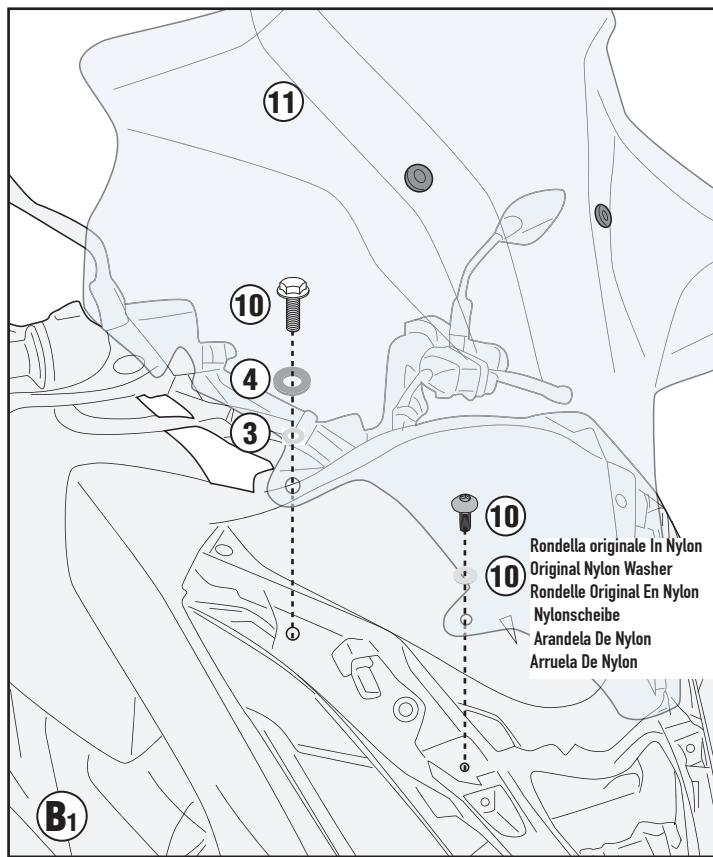 11
10
4
3
10
10
Rondella originale In Nylon
Original Nylon Washer
Rondelle Original En Nylon
Nylonscheibe
Arandela De Nylon
Arruela De Nylon
B1